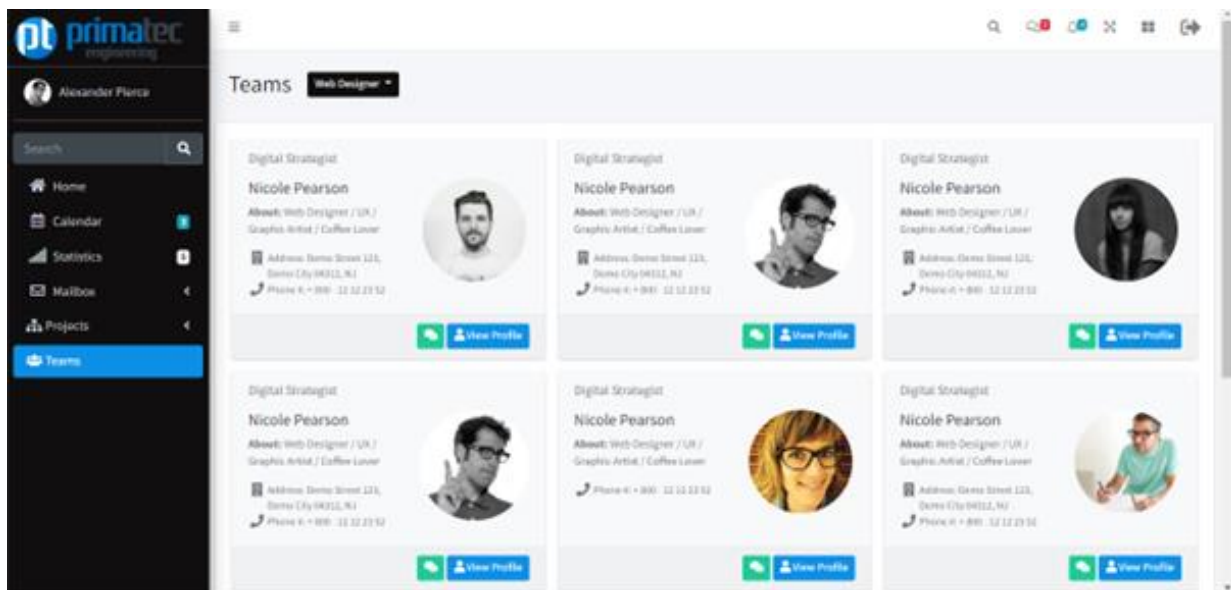 primatec
engineering
Alexander Pierce
Search
Home
Calendar
Statistics
Mailbox
Projects
Teams
Teams Web Designer
Digital Strategist
Nicole Pearson
About: Web Designer / UX /
Graphic Artist / Coffee Lover
Address: Demo Street 123,
Demo City 04312, NJ
Phone #: + 800 - 12 12 23 52
View Profile
Digital Strategist
Nicole Pearson
About: Web Designer / UX /
Graphic Artist / Coffee Lover
Address: Demo Street 123,
Demo City 04312, NJ
Phone #: + 800 - 12 12 23 52
View Profile
Digital Strategist
Nicole Pearson
About: Web Designer / UX /
Graphic Artist / Coffee Lover
Address: Demo Street 123,
Demo City 04312, NJ
Phone #: + 800 - 12 12 23 52
View Profile
Digital Strategist
Nicole Pearson
About: Web Designer / UX /
Graphic Artist / Coffee Lover
Address: Demo Street 123,
Demo City 04312, NJ
Phone #: + 800 - 12 12 23 52
View Profile
Digital Strategist
Nicole Pearson
About: Web Designer / UX /
Graphic Artist / Coffee Lover
Phone #: + 800 - 12 12 23 52
View Profile
Digital Strategist
Nicole Pearson
About: Web Designer / UX /
Graphic Artist / Coffee Lover
Address: Demo Street 123,
Demo City 04312, NJ
Phone #: + 800 - 12 12 23 52
View Profile